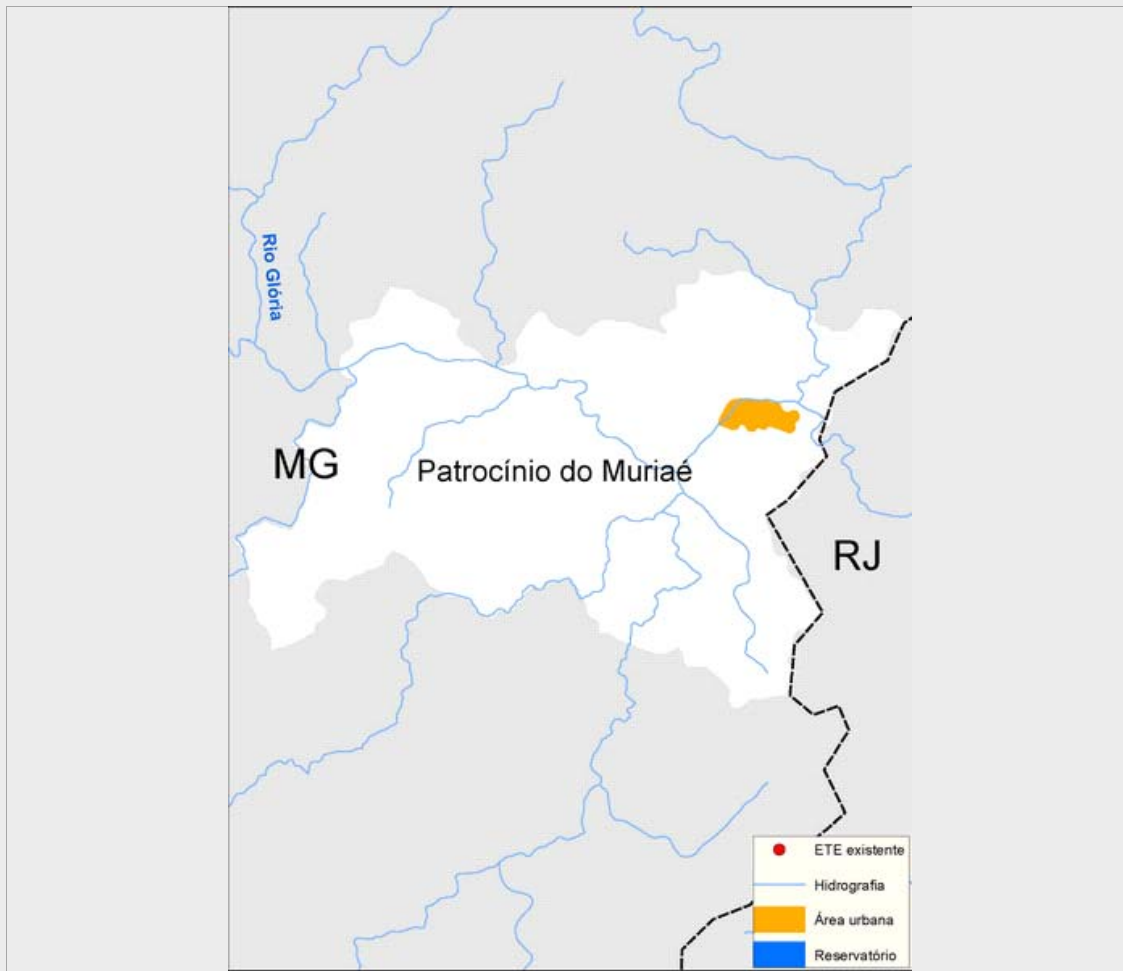 Rio Glória
MG
Patrocínio do Muriaé
RJ
ETE existente
Hidrografia
Área urbana
Reservatório